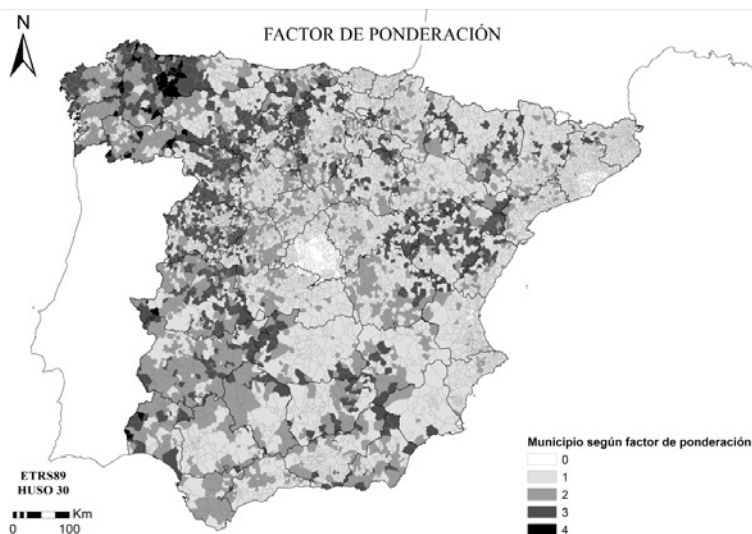 FACTOR DE PONDERACIÓN
N
Municipio según factor de ponderación
0
1
2
3
4
ETRS89
HUSO 30
Km
0 100